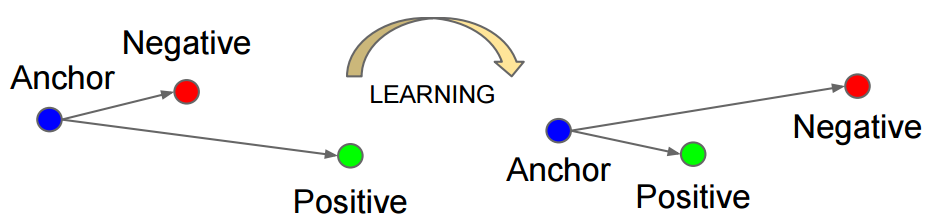 Negative
Anchor
Positive
LEARNING
Negative
Anchor
Positive